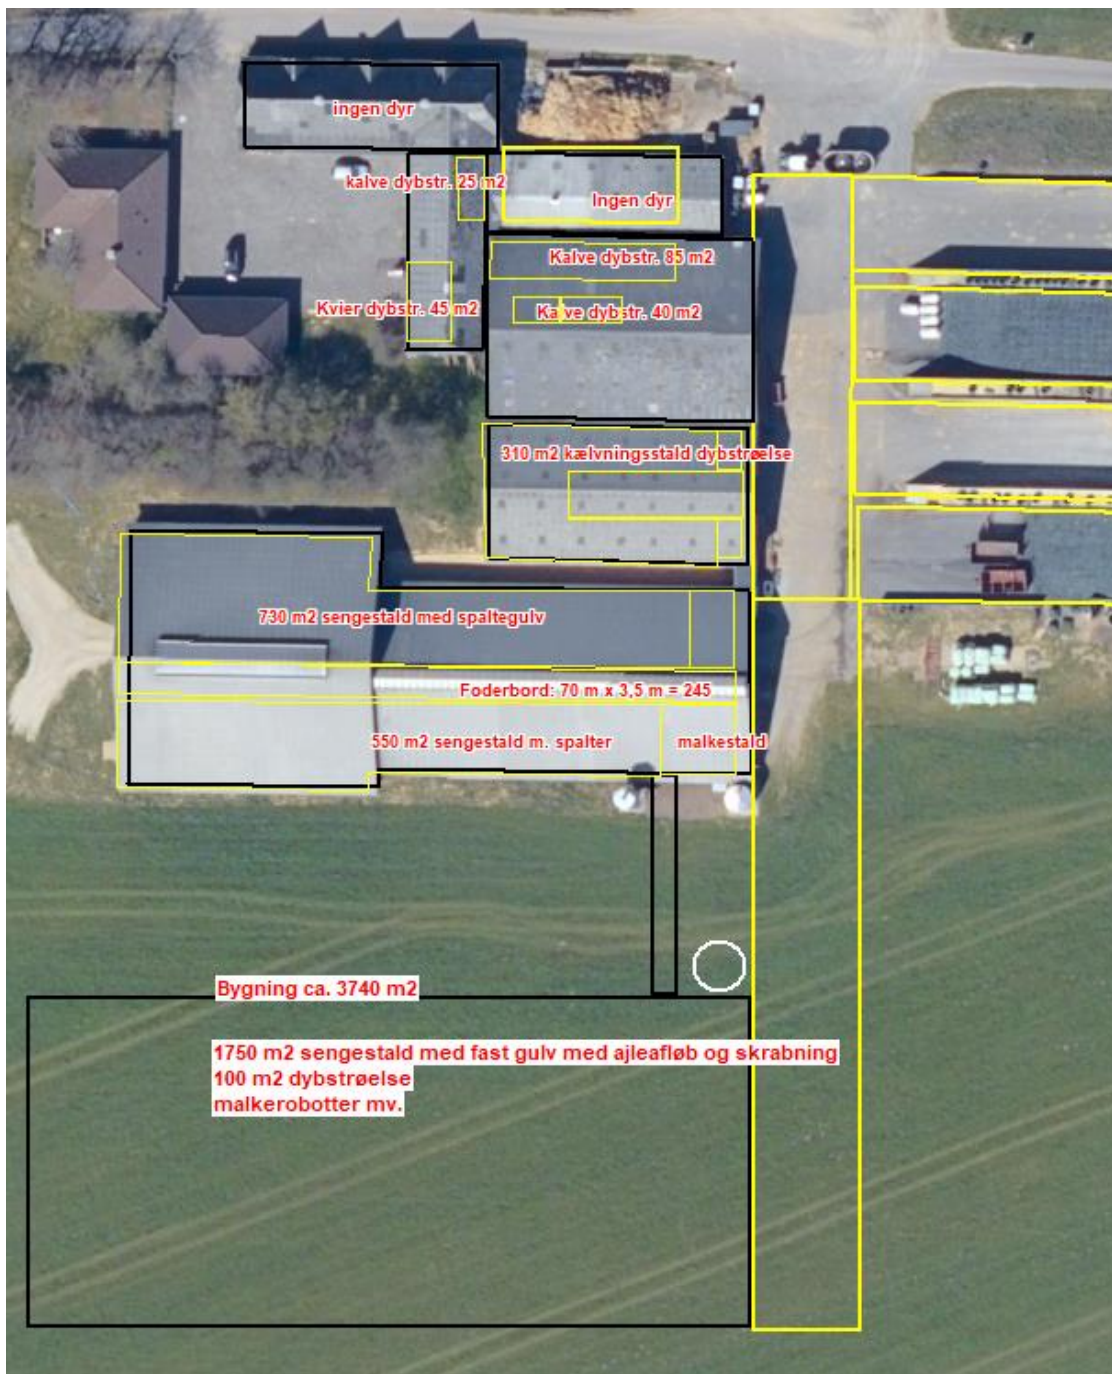 ingen dyr
kalve dybstr. 25 m2
Ingen dyr
Kalve dybstr. 85 m2
Kvier dybstr. 45 m2
Kalve dybstr. 40 m2
310 m2 kælvningsstald dybstrøelse
730 m2 sengestald med spaltegulv
Foderbord: 70 m x 3,5 m = 245
550 m2 sengestald m. spalter
malkestald
Bygning ca. 3740 m2
1750 m2 sengestald med fast gulv med ajleafløb og skrabning
100 m2 dybstrøelse
malkerobotter mv.